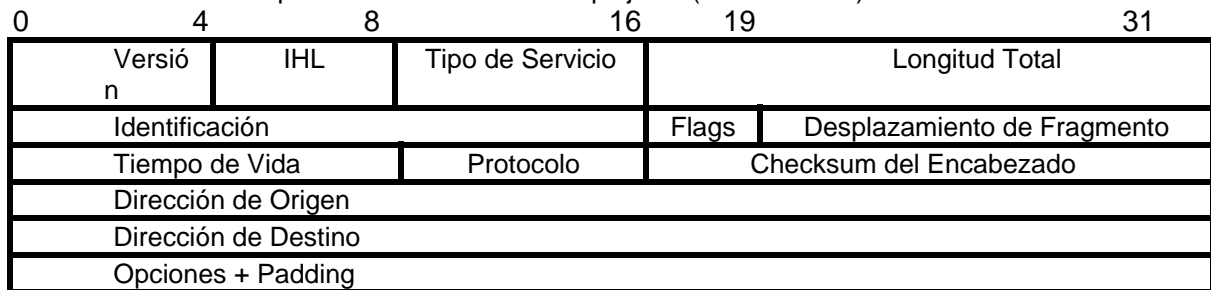 0 4 8 16 19 31
Versió IHL Tipo de Servicio Longitud Total
n
Identificación Flags Desplazamiento de Fragmento
Tiempo de Vida Protocolo Checksum del Encabezado
Dirección de Origen
Dirección de Destino
Opciones + Padding